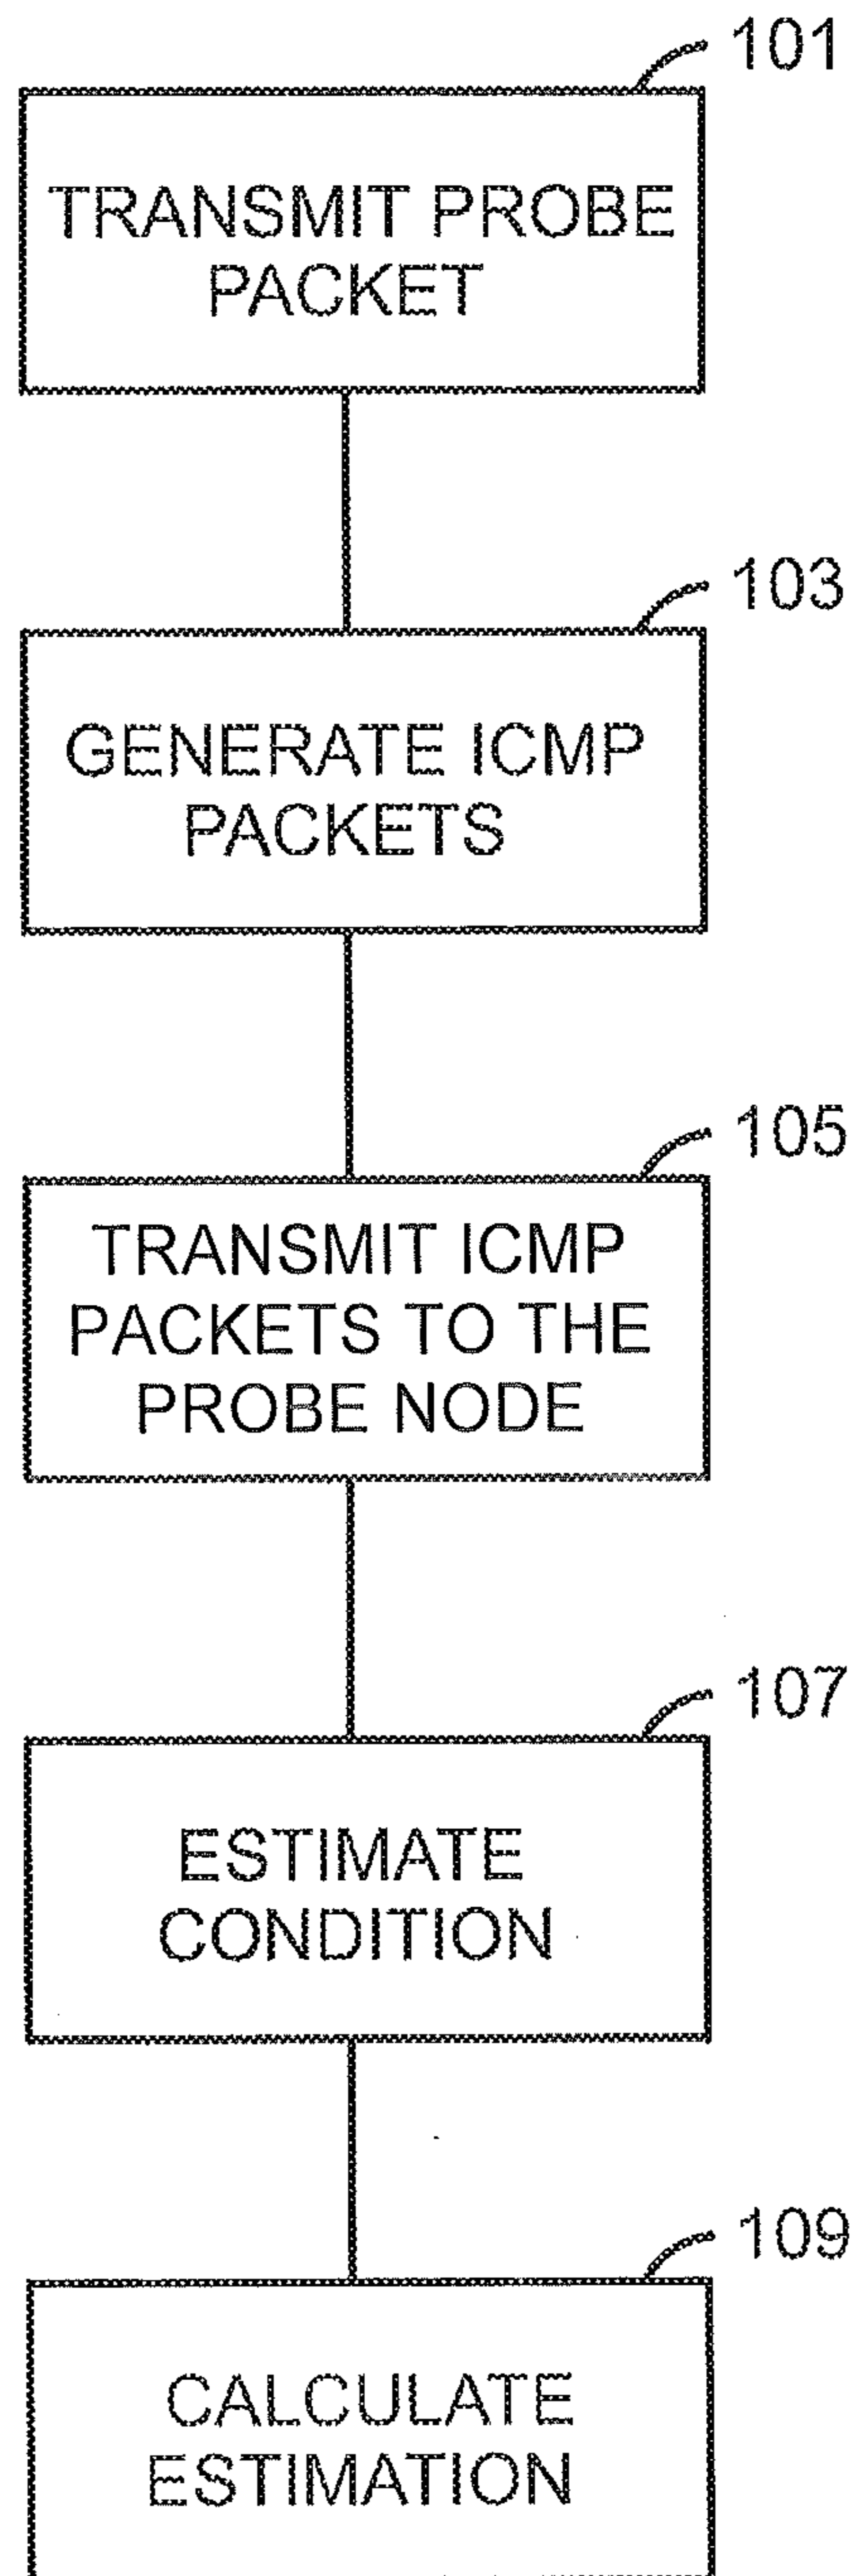 101
TRANSMIT PROBE
PACKET
103
GENERATE ICMP
PACKETS
105
TRANSMIT ICMP
PACKETS TO THE
PROBE NODE
107
ESTIMATE
CONDITION
109
CALCULATE
ESTIMATION